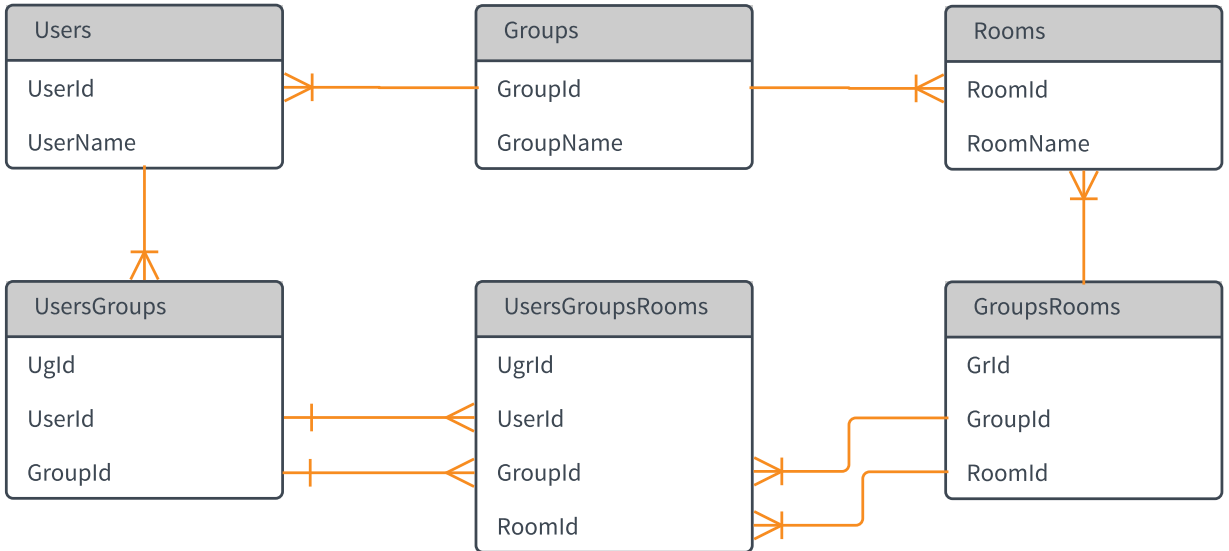 Users
UserId
UserName
Groups
GroupId
GroupName
Rooms
RoomId
RoomName
UsersGroups
UgId
UserId
GroupId
UsersGroupsRooms
UgrId
UserId
GroupId
RoomId
GroupsRooms
GrId
GroupId
RoomId